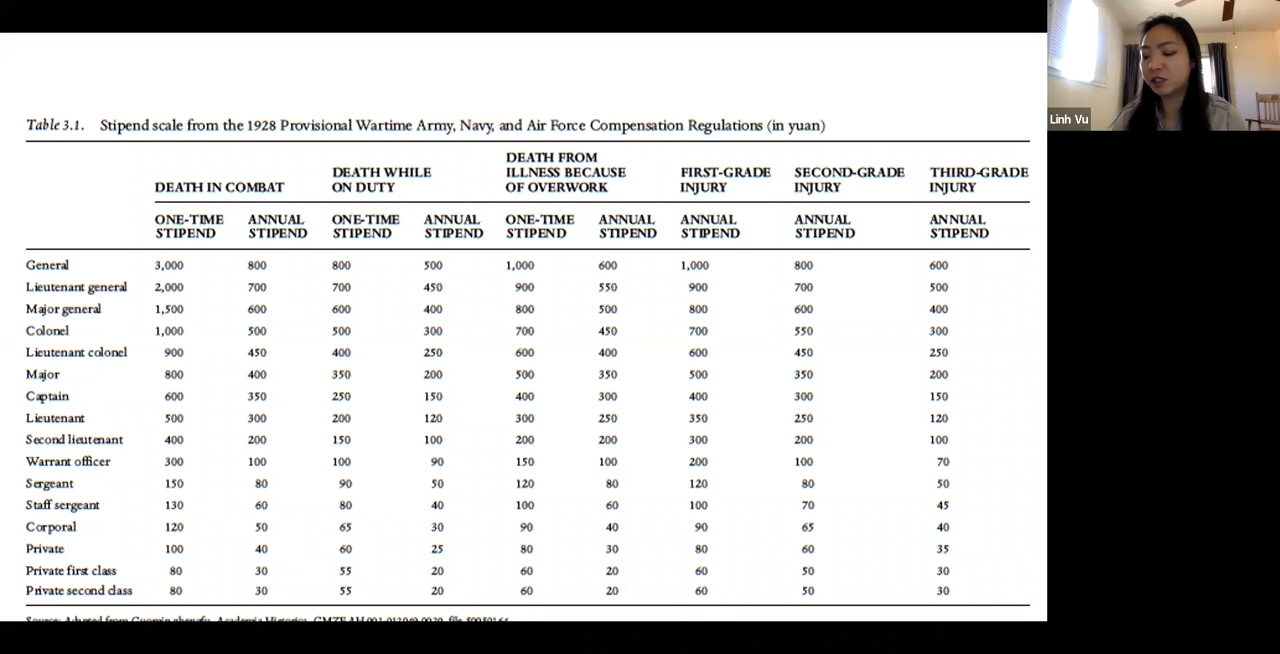 Linh Vu
Table 3.1. Stipend scale from the 1928 Provisional Wartime Army, Navy, and Air Force Compensation Regulations (in yuan)
DEATH IN COMBAT DEATH WHILE ON DUTY DEATH FROM ILLNESS BECAUSE OF OVERWORK FIRST-GRADE INJURY SECOND-GRADE INJURY THIRD-GRADE INJURY
ONE-TIME STIPEND ANNUAL STIPEND ONE-TIME STIPEND ANNUAL STIPEND ONE-TIME STIPEND ANNUAL STIPEND ANNUAL STIPEND ANNUAL STIPEND ANNUAL STIPEND
General 3,000 800 800 500 1,000 600 1,000 800 600
Lieutenant general 2,000 700 700 450 900 550 900 700 500
Major general 1,500 600 600 400 800 500 800 600 400
Colonel 1,000 500 500 300 700 450 700 550 300
Lieutenant colonel 900 450 400 250 600 400 600 450 250
Major 800 400 350 200 500 350 500 350 200
Captain 600 350 250 150 400 300 400 300 150
Lieutenant 500 300 200 120 300 250 350 250 120
Second lieutenant 400 200 150 100 200 200 300 200 100
Warrant officer 300 100 100 90 150 100 200 100 70
Sergeant 150 80 90 50 120 80 120 80 50
Staff sergeant 130 60 80 40 100 60 100 70 45
Corporal 120 50 65 30 90 40 90 65 40
Private 100 40 60 25 80 30 80 60 35
Private first class 80 30 55 20 60 20 60 50 30
Private second class 80 30 55 20 60 20 60 50 30
Source: Adapted from Guomin zhengfu, Academia Historica,